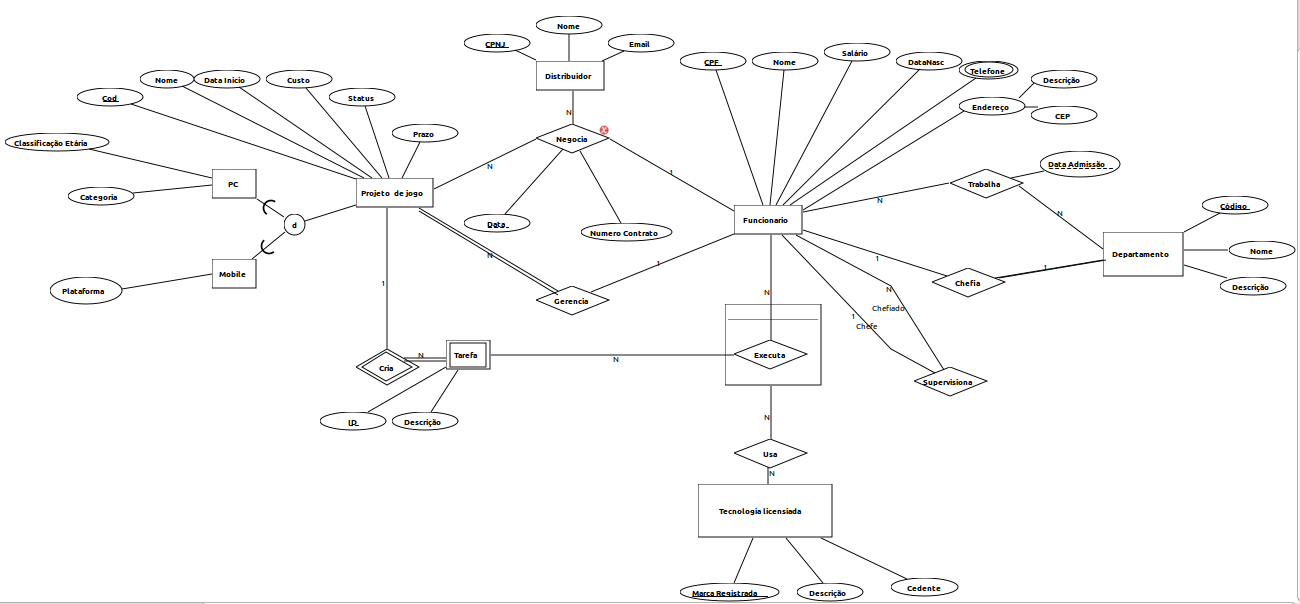 Nome
CPNJ
Email
Distribuidor
CPF
Nome
Salário
DataNasc
Telefone
Endereço
Descrição
CEP
Cod
Nome
Data Inicio
Custo
Status
Prazo
Classificação Etária
Categoria
PC
Projeto de jogo
d
Mobile
Plataforma
N
Negocia
N
1
Data
Numero Contrato
Funcionario
N
Trabalha
Data Admissão
N
Código
Departamento
Nome
Descrição
N
Gerencia
1
1
Chefia
1
N
Chefiado
1
Chefe
Supervisiona
1
Cria
N
Tarefa
ID
Descrição
N
N
Executa
N
Usa
N
Tecnologia licensiada
Marca Registrada
Descrição
Cedente